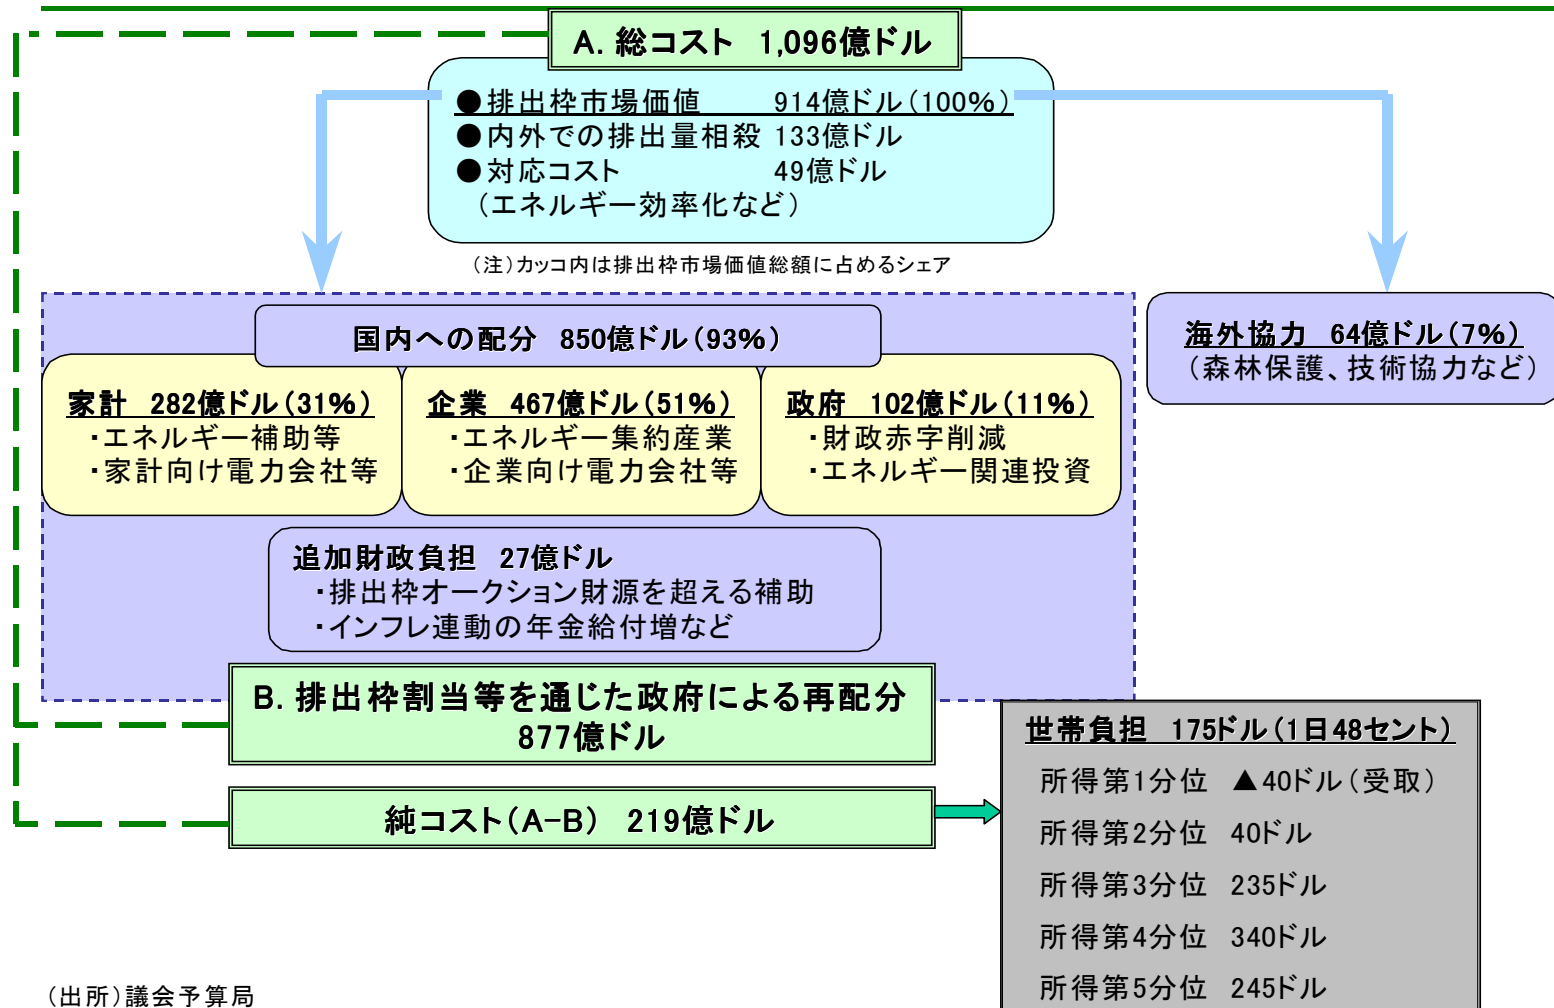 A. 総コスト　1,096億ドル
●排出枠市場価値　914億ドル（100%）
●内外での排出量相殺 133億ドル
●対応コスト　49億ドル
（エネルギー効率化など）
（注）カッコ内は排出枠市場価値総額に占めるシェア
国内への配分　850億ドル（93%）
海外協力　64億ドル（7%）
（森林保護、技術協力など）
家計　282億ドル（31%）
・エネルギー補助等
・家計向け電力会社等
企業　467億ドル（51%）
・エネルギー集約産業
・企業向け電力会社等
政府　102億ドル（11%）
・財政赤字削減
・エネルギー関連投資
追加財政負担　27億ドル
・排出枠オークション財源を超える補助
・インフレ連動の年金給付増など
B. 排出枠割当等を通じた政府による再配分
877億ドル
純コスト（A-B）　219億ドル
世帯負担　175ドル（1日48セント）
所得第1分位　▲40ドル（受取）
所得第2分位　40ドル
所得第3分位　235ドル
所得第4分位　340ドル
所得第5分位　245ドル
（出所）議会予算局